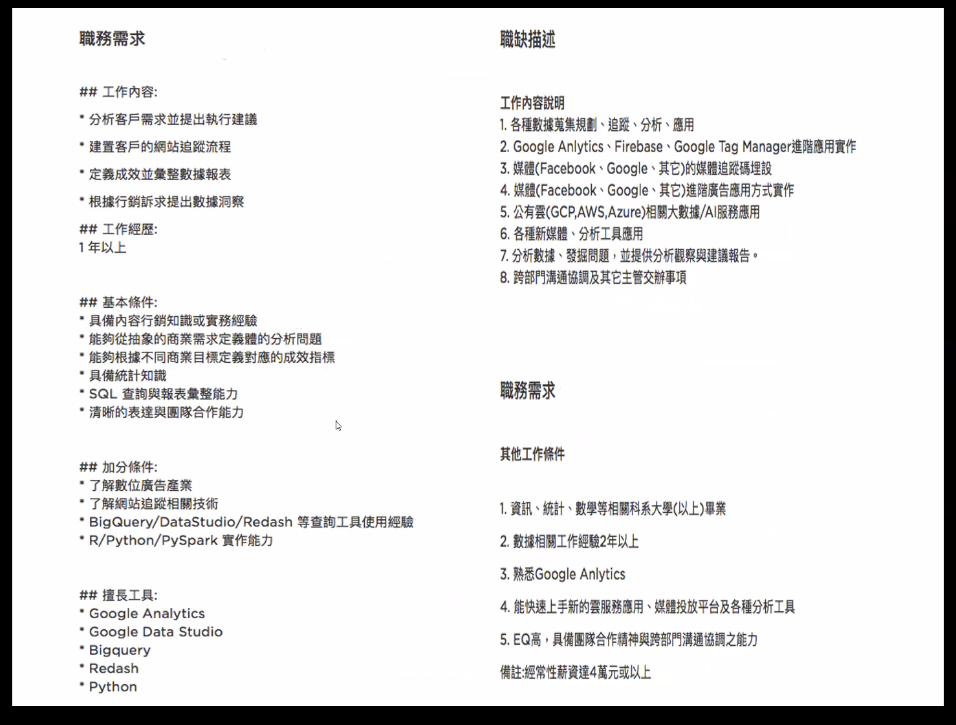 職務需求
## 工作內容:
* 分析客戶需求並提出執行建議
* 建置客戶的網站追蹤流程
* 定義成效並彙整數據報表
* 根據行銷訴求提出數據洞察
## 工作經歷:
1 年以上
## 基本條件:
* 具備內容行銷知識或實務經驗
* 能夠從抽象的商業需求定義體的分析問題
* 能夠根據不同商業目標定義對應的成效指標
* 具備統計知識
* SQL 查詢與報表彙整能力
* 清晰的表達與團隊合作能力
## 加分條件:
* 了解數位廣告產業
* 了解網站追蹤相關技術
* BigQuery/DataStudio/Redash 等查詢工具使用經驗
* R/Python/PySpark 實作能力
## 擅長工具:
* Google Analytics
* Google Data Studio
* Bigquery
* Redash
* Python
職缺描述
工作內容說明
1. 各種數據蒐集規劃、追蹤、分析、應用
2. Google Anlytics、Firebase、Google Tag Manager進階應用實作
3. 媒體(Facebook、Google、其它)的媒體追蹤碼埋設
4. 媒體(Facebook、Google、其它)進階廣告應用方式實作
5. 公有雲(GCP,AWS,Azure)相關大數據/AI服務應用
6. 各種新媒體、分析工具應用
7. 分析數據、發掘問題，並提供分析觀察與建議報告。
8. 跨部門溝通協調及其它主管交辦事項
職務需求
其他工作條件
1. 資訊、統計、數學等相關科系大學(以上)畢業
2. 數據相關工作經驗2年以上
3. 熟悉Google Anlytics
4. 能快速上手新的雲服務應用、媒體投放平台及各種分析工具
5. EQ高，具備團隊合作精神與跨部門溝通協調之能力
備註:經常性薪資達4萬元或以上